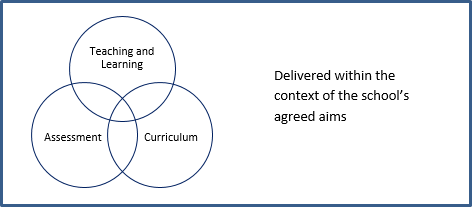 Teaching and
Learning
Assessment
Curriculum
Delivered within the
context of the school's
agreed aims